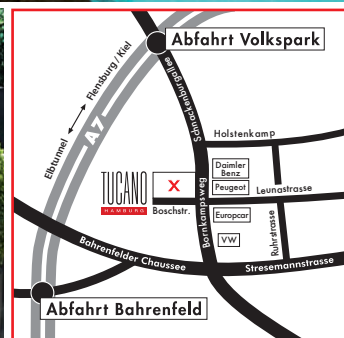 Abfahrt Volkspark
Elbtunnel
Flensburg / Kiel
A7
Schnackenburgallee
Holstenkamp
Daimler
Benz
Peugeot
Leunastrasse
TUCANO
HAMBURG
X
Boschstr.
Bornkampsweg
Europcar
VW
Ruhrstrasse
Bahrenfelder Chaussee
Stresemannstrasse
Abfahrt Bahrenfeld